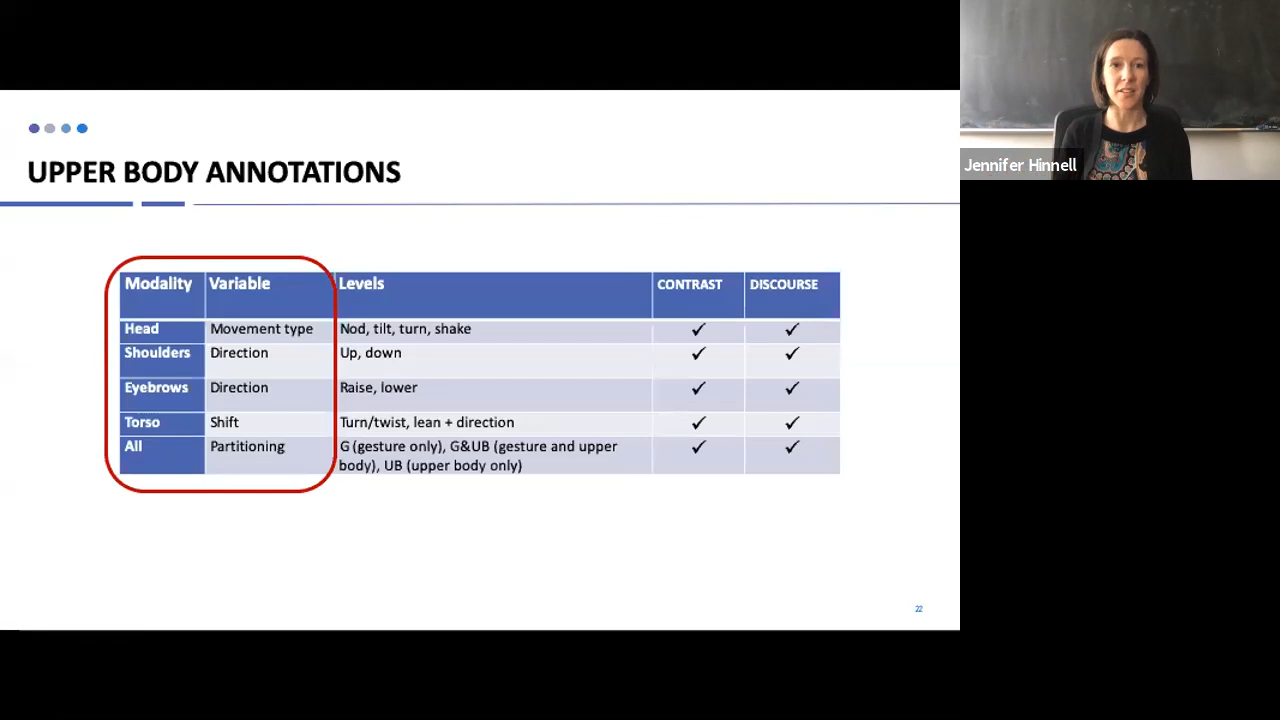 UPPER BODY ANNOTATIONS
Modality Variable Levels CONTRAST DISCOURSE
Head Movement type Nod, tilt, turn, shake ✓ ✓
Shoulders Direction Up, down ✓ ✓
Eyebrows Direction Raise, lower ✓ ✓
Torso Shift Turn/twist, lean + direction ✓ ✓
All Partitioning G (gesture only), G&UB (gesture and upper ✓ ✓
body), UB (upper body only)
22
Jennifer Hinnell